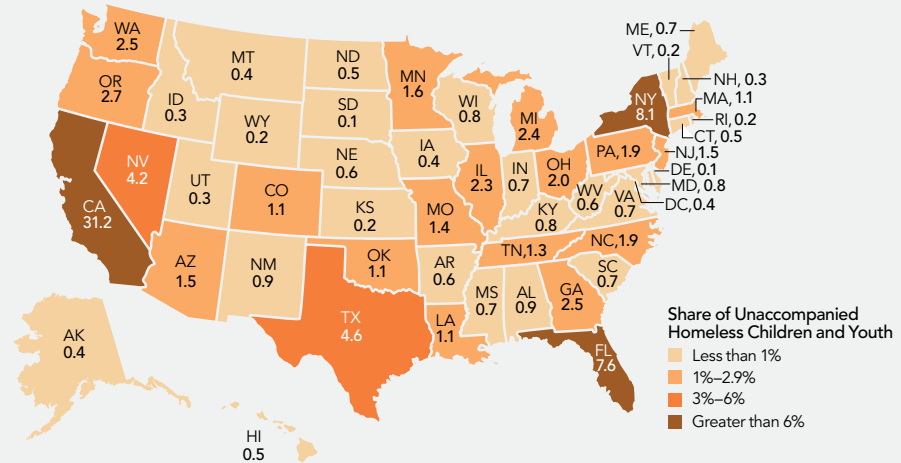 WA
2.5
OR
2.7
CA
31.2
NV
4.2
ID
0.3
MT
0.4
WY
0.2
UT
0.3
AZ
1.5
CO
1.1
NM
0.9
ND
0.5
SD
0.1
NE
0.6
KS
0.2
OK
1.1
TX
4.6
MN
1.6
IA
0.4
MO
1.4
AR
0.6
LA
1.1
WI
0.8
IL
2.3
MI
2.4
IN
0.7
OH
2.0
KY
0.8
TN,1.3
MS
0.7
AL
0.9
GA
2.5
FL
7.6
SC
0.7
NC,1.9
VA
0.7
WV
0.6
PA,1.9
NY
8.1
ME, 0.7
VT, 0.2
NH, 0.3
MA, 1.1
RI, 0.2
CT, 0.5
NJ,1.5
DE, 0.1
MD, 0.8
DC, 0.4
AK
0.4
HI
0.5
Share of Unaccompanied
Homeless Children and Youth
Less than 1%
1%–2.9%
3%–6%
Greater than 6%